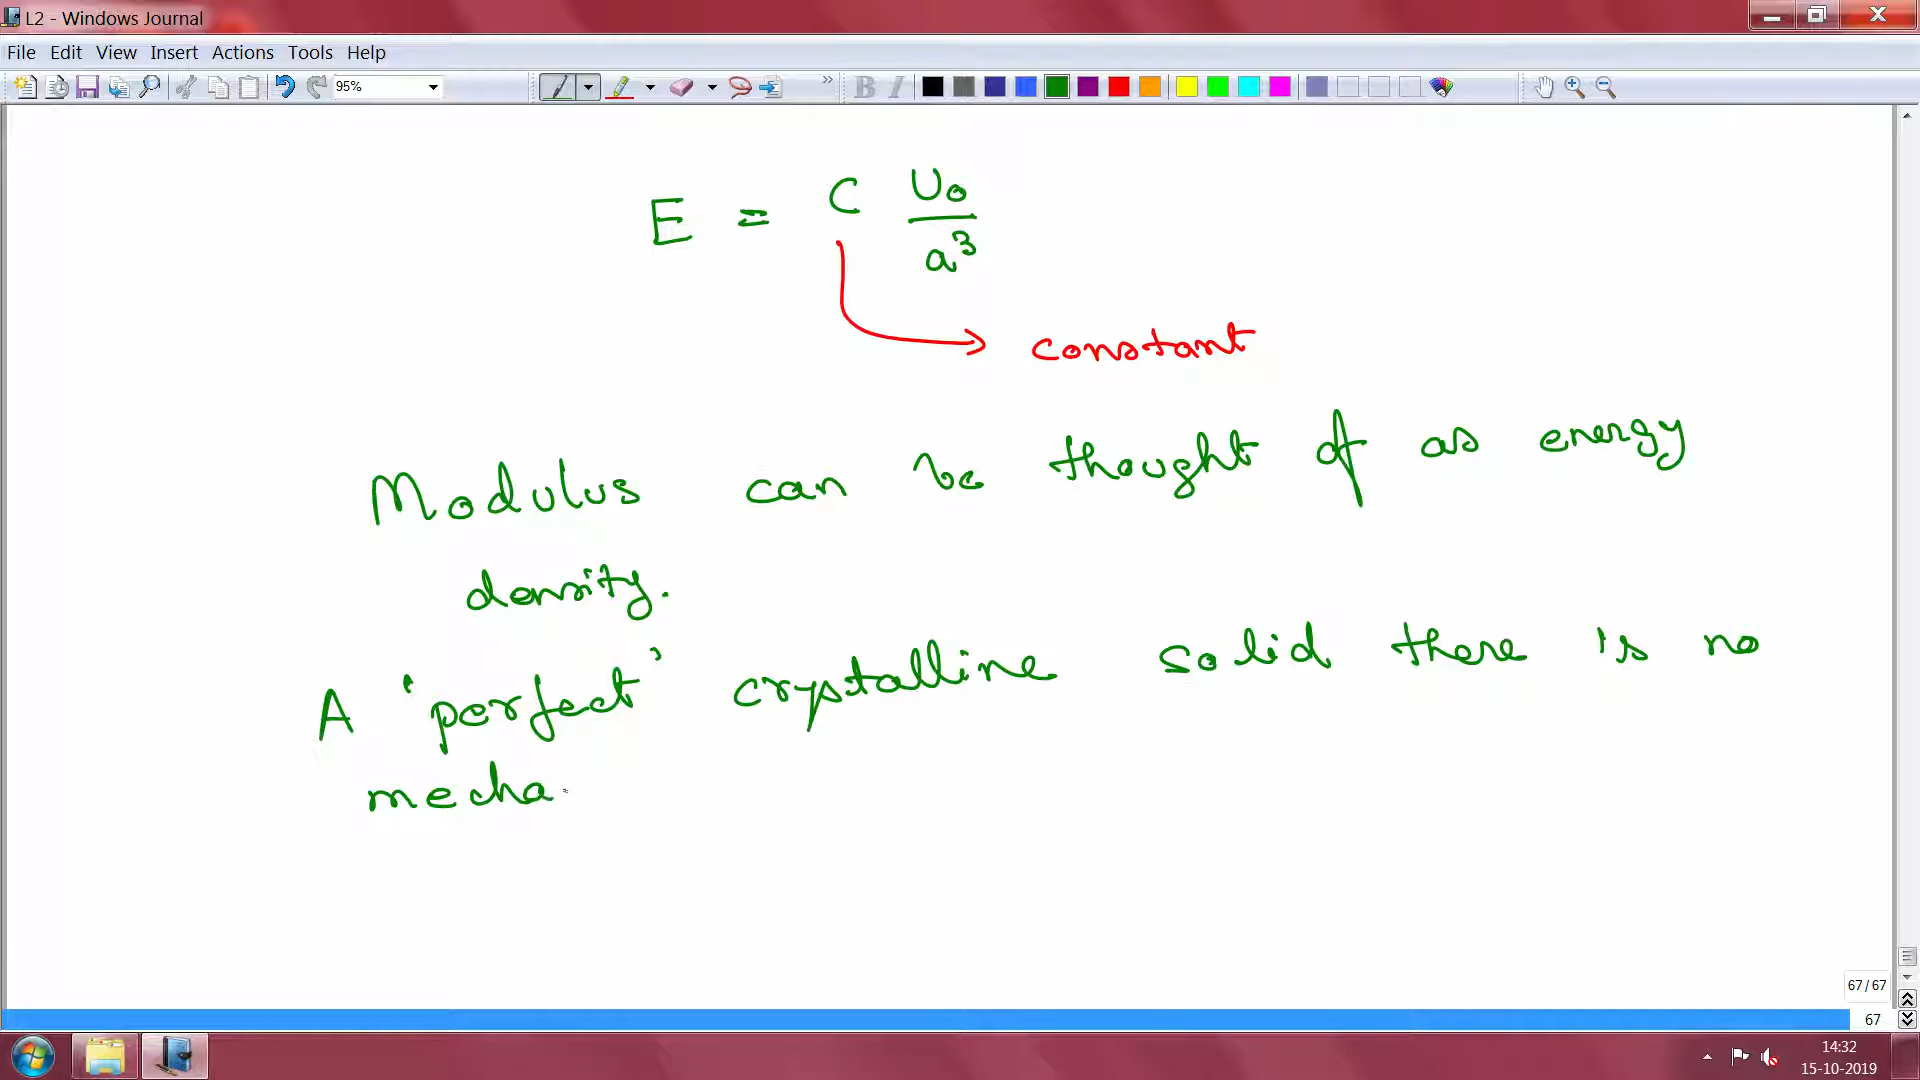 L2 - Windows Journal
File Edit View Insert Actions Tools Help
95%
E = C U₀/a³
constant
Modulus can be thought of as energy
density.
A 'perfect' crystalline solid there is no
mecha
67/67
67
14:32
15-10-2019